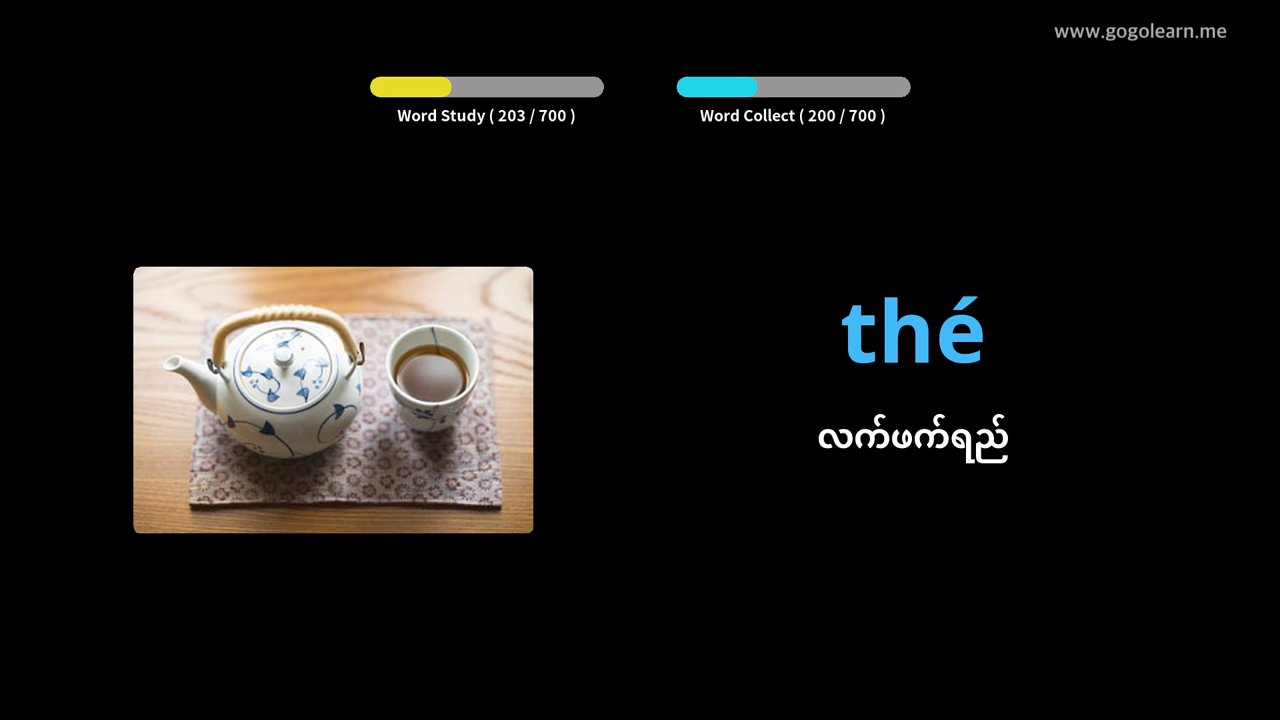 www.gogolearn.me
Word Study ( 203 / 700 )
Word Collect ( 200 / 700 )
thé
လက်ဖက်ရည်